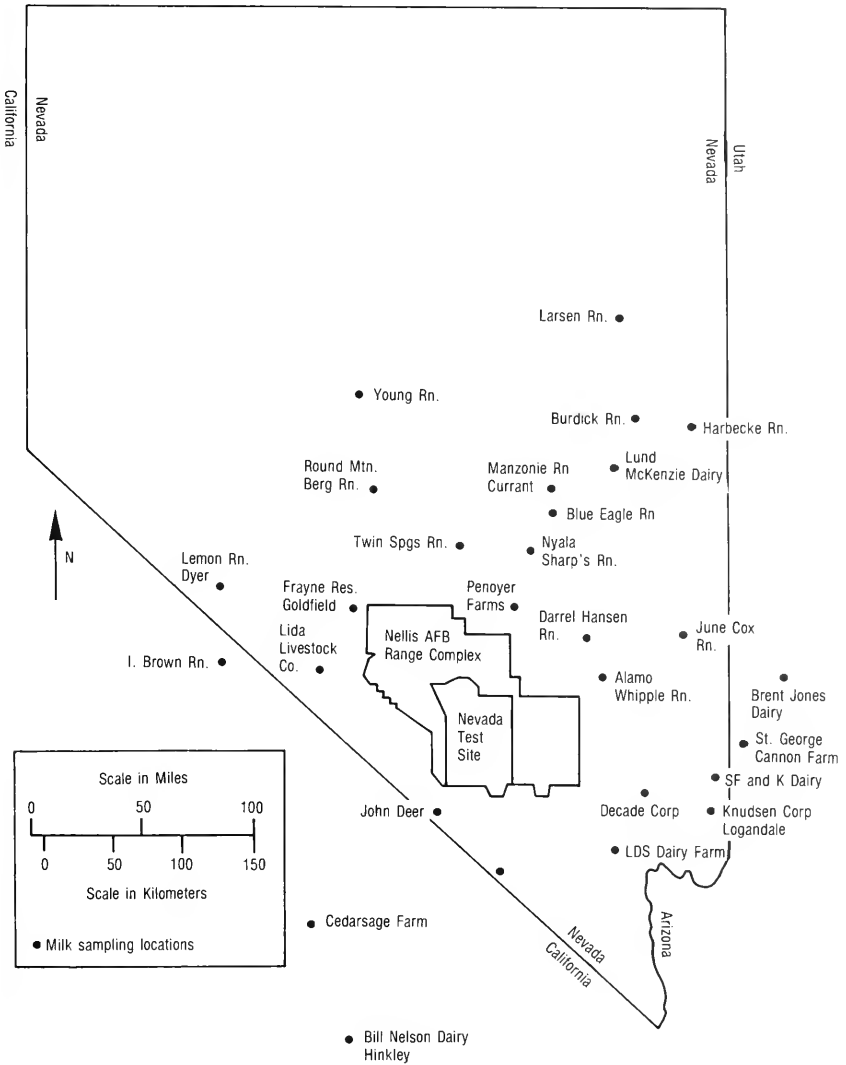 California
Nevada
Utah
Nevada
Larsen Rn.
Young Rn.
Burdick Rn.
Harbecke Rn.
Lund
McKenzie Dairy
Round Mtn.
Berg Rn.
Manzonie Rn
Currant
Blue Eagle Rn
Twin Spgs Rn.
Nyala
Sharp's Rn.
N
Lemon Rn.
Dyer
Frayne Res.
Goldfield
Penoyer
Farms
Darrel Hansen
Rn.
June Cox
Rn.
Lida
Livestock
Co.
Nellis AFB
Range Complex
I. Brown Rn.
Alamo
Whipple Rn.
Brent Jones
Dairy
Nevada
Test
Site
St. George
Cannon Farm
SF and K Dairy
John Deer
Decade Corp
Knudsen Corp
Logandale
LDS Dairy Farm
Scale in Miles
0 50 100
0 50 100 150
Scale in Kilometers
Milk sampling locations
Cedarsage Farm
Nevada
California
Arizona
Bill Nelson Dairy
Hinkley